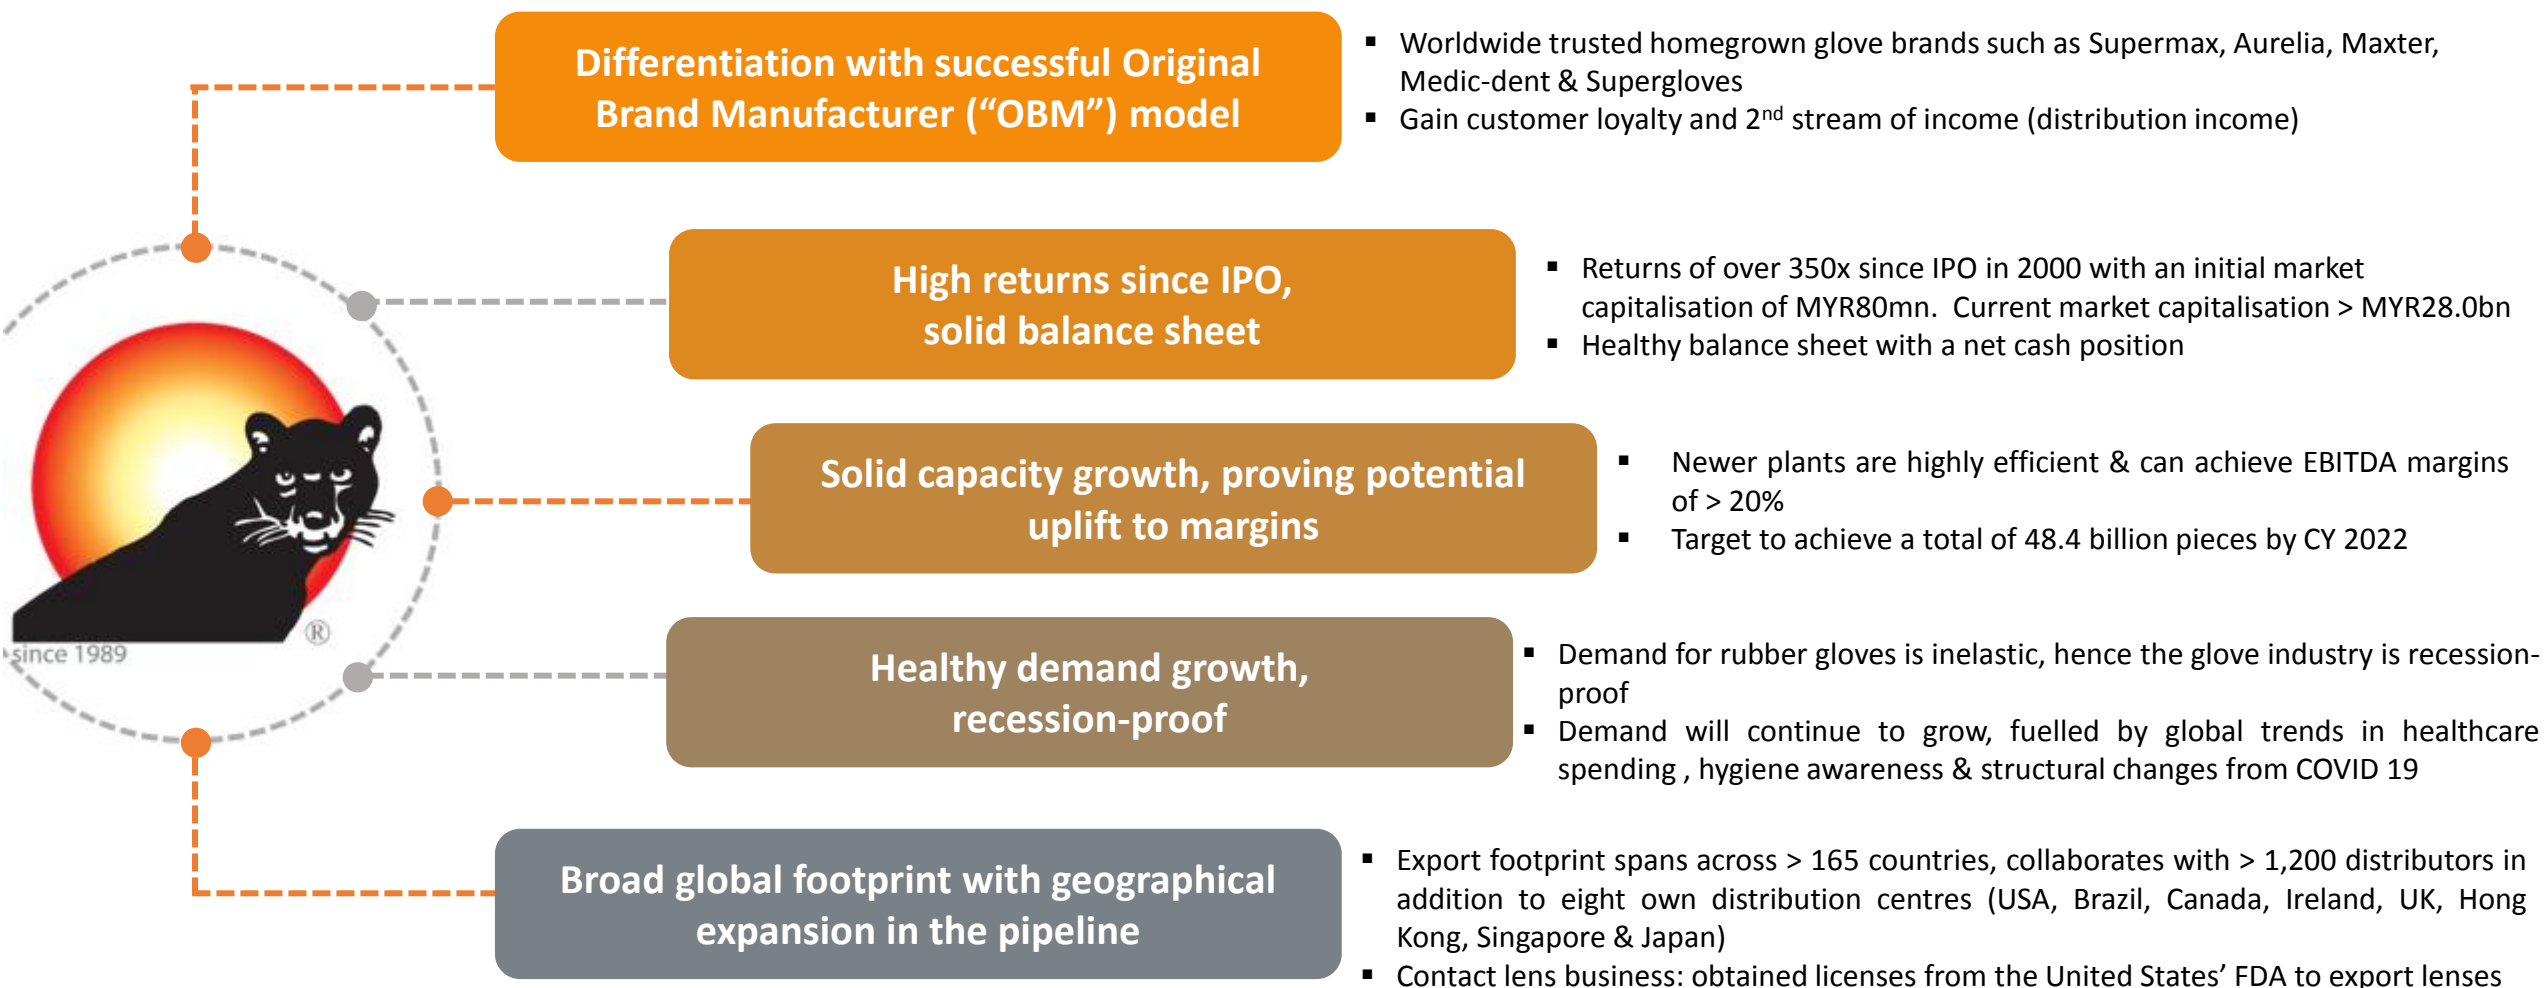 Differentiation with successful Original
Brand Manufacturer (“OBM”) model
▪ Worldwide trusted homegrown glove brands such as Supermax, Aurelia, Maxter,
Medic-dent & Supergloves
▪ Gain customer loyalty and 2nd stream of income (distribution income)
High returns since IPO,
solid balance sheet
▪ Returns of over 350x since IPO in 2000 with an initial market
capitalisation of MYR80mn.  Current market capitalisation > MYR28.0bn
▪ Healthy balance sheet with a net cash position
Solid capacity growth, proving potential
uplift to margins
▪ Newer plants are highly efficient & can achieve EBITDA margins
of > 20%
▪ Target to achieve a total of 48.4 billion pieces by CY 2022
®
since 1989
Healthy demand growth,
recession-proof
▪ Demand for rubber gloves is inelastic, hence the glove industry is recession-
proof
▪ Demand will continue to grow, fuelled by global trends in healthcare
spending , hygiene awareness & structural changes from COVID 19
Broad global footprint with geographical
expansion in the pipeline
▪ Export footprint spans across > 165 countries, collaborates with > 1,200 distributors in
addition to eight own distribution centres (USA, Brazil, Canada, Ireland, UK, Hong
Kong, Singapore & Japan)
▪ Contact lens business: obtained licenses from the United States’ FDA to export lenses